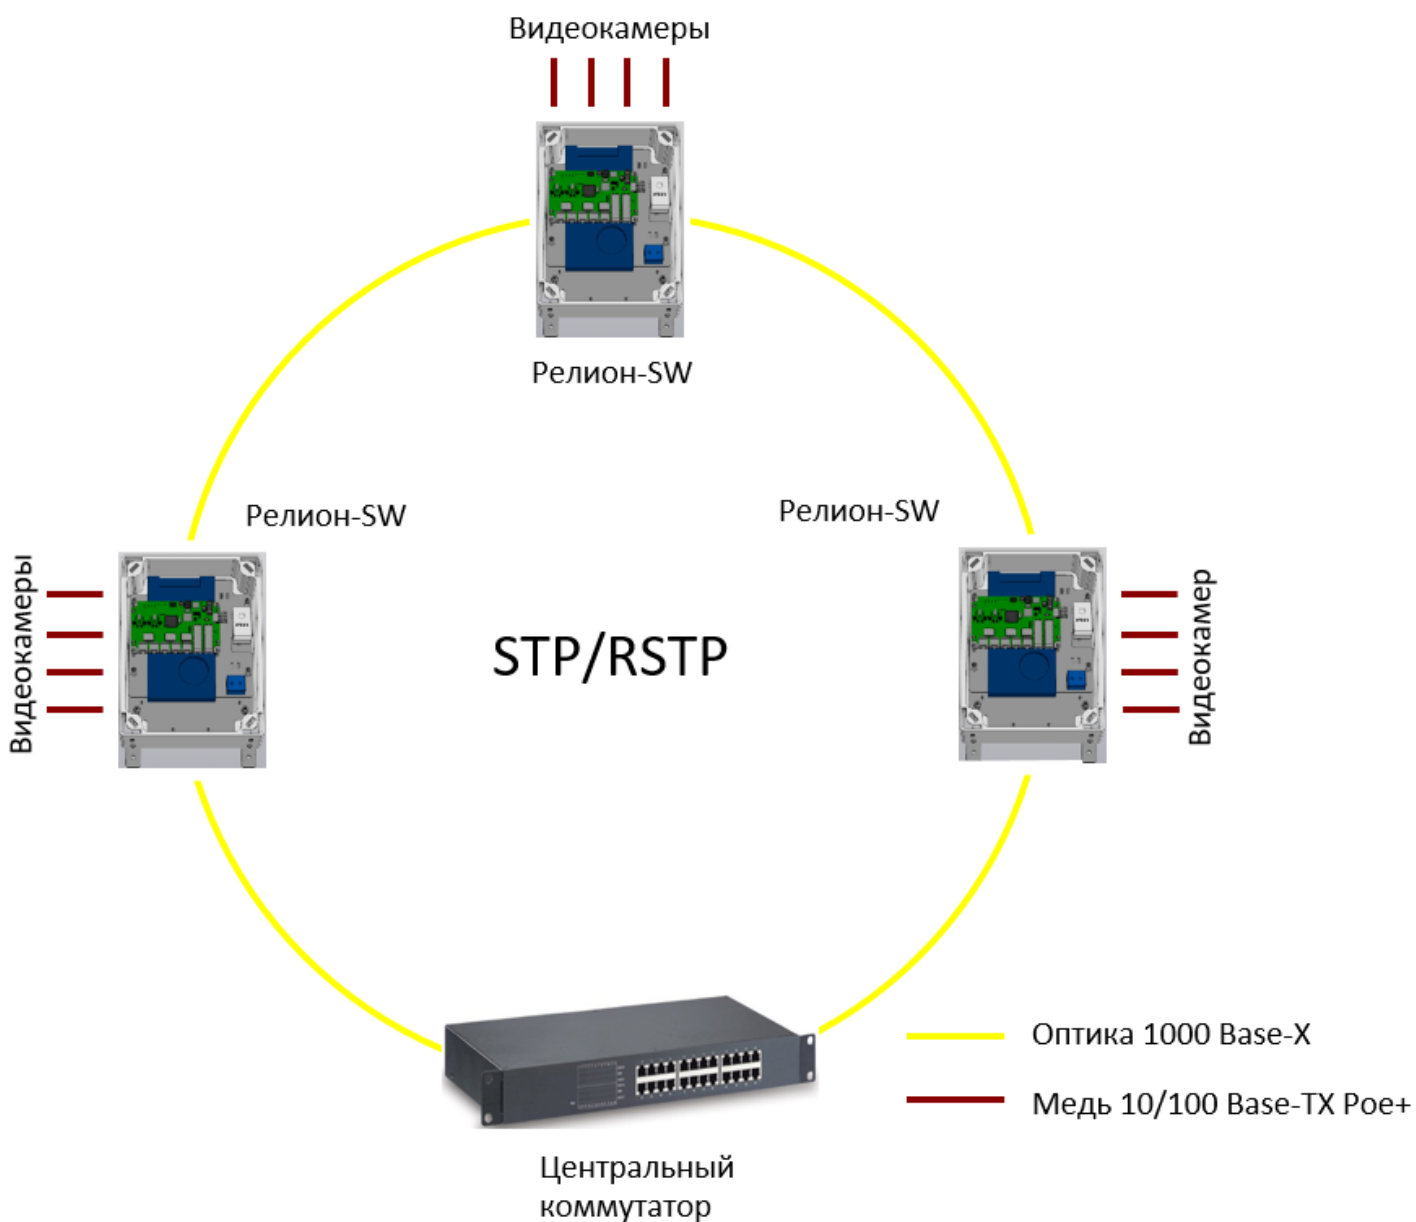 Видеокамеры
Релион-SW
Релион-SW
Релион-SW
Видеокамеры
STP/RSTP
Видеокамер
Оптика 1000 Base-X
Медь 10/100 Base-TX Poe+
Центральный
коммутатор